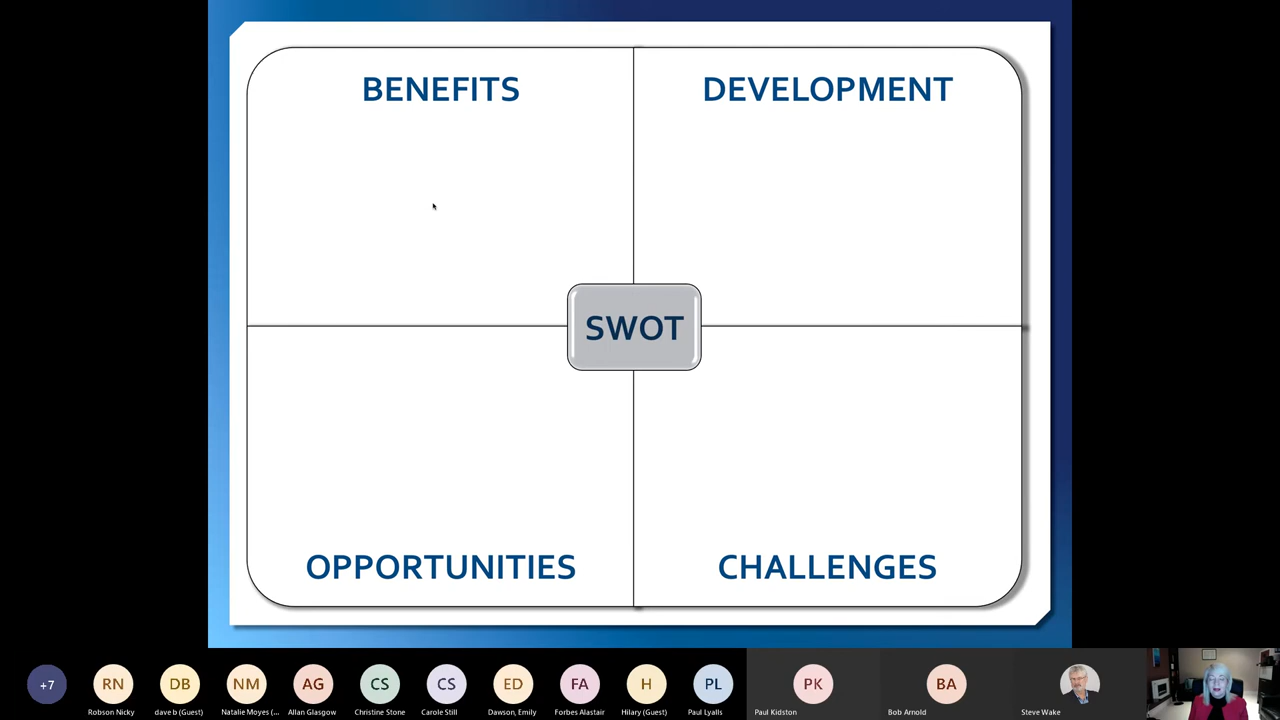 BENEFITS
DEVELOPMENT
SWOT
OPPORTUNITIES
CHALLENGES
+7
RN
DB
NM
AG
CS
CS
ED
FA
H
PL
PK
BA
Robson Nicky
dave b (Guest)
Natalie Moyes (...
Allan Glasgow
Christine Stone
Carole Still
Dawson, Emily
Forbes Alastair
Hilary (Guest)
Paul Lyalls
Paul Kidston
Bob Arnold
Steve Wake